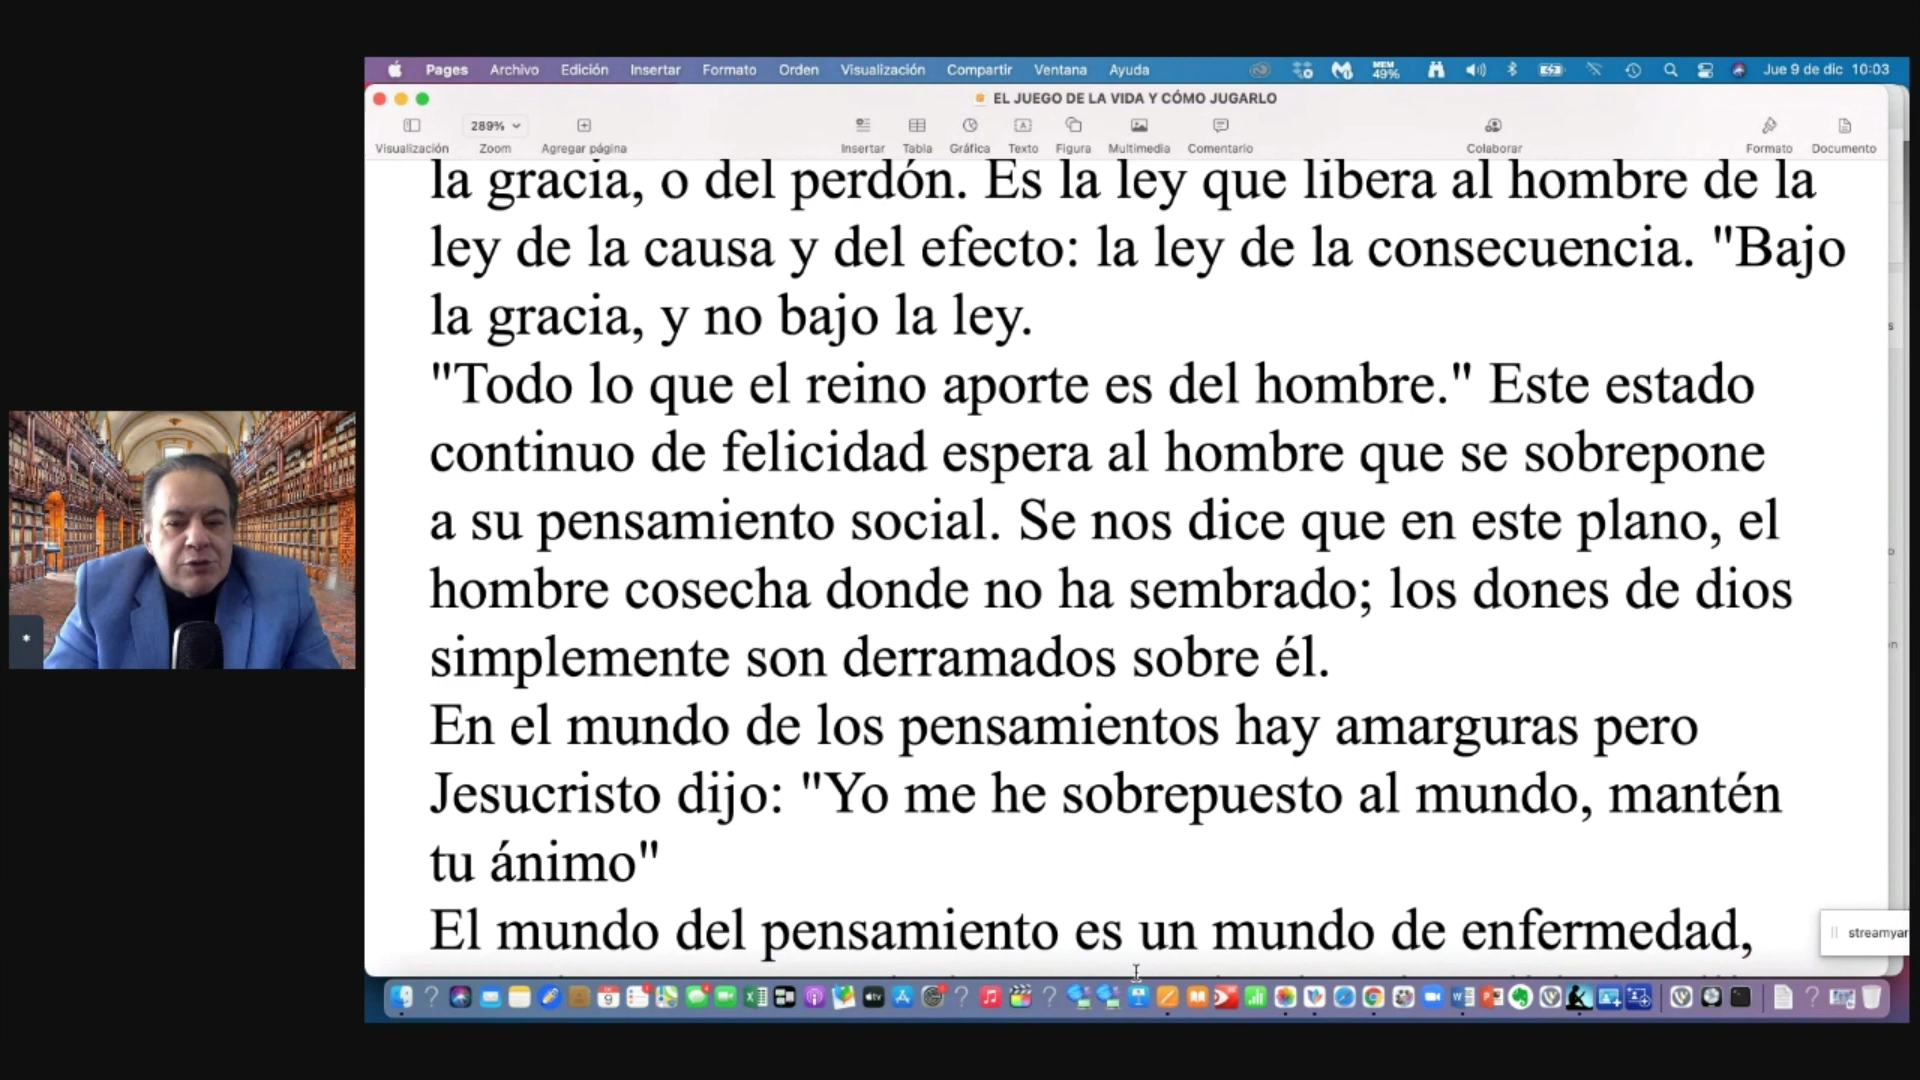 Pages Archivo Edición Insertar Formato Orden Visualización Compartir Ventana Ayuda MEM 49% Jue 9 de dic 10:03
EL JUEGO DE LA VIDA Y CÓMO JUGARLO
289%
Visualización Zoom Agregar página Insertar Tabla Gráfica Texto Figura Multimedia Comentario Colaborar Formato Documento
la gracia, o del perdón. Es la ley que libera al hombre de la
ley de la causa y del efecto: la ley de la consecuencia. "Bajo
la gracia, y no bajo la ley.
"Todo lo que el reino aporte es del hombre." Este estado
continuo de felicidad espera al hombre que se sobrepone
a su pensamiento social. Se nos dice que en este plano, el
hombre cosecha donde no ha sembrado; los dones de dios
simplemente son derramados sobre él.
En el mundo de los pensamientos hay amarguras pero
Jesucristo dijo: "Yo me he sobrepuesto al mundo, mantén
tu ánimo"
El mundo del pensamiento es un mundo de enfermedad,
streamyar